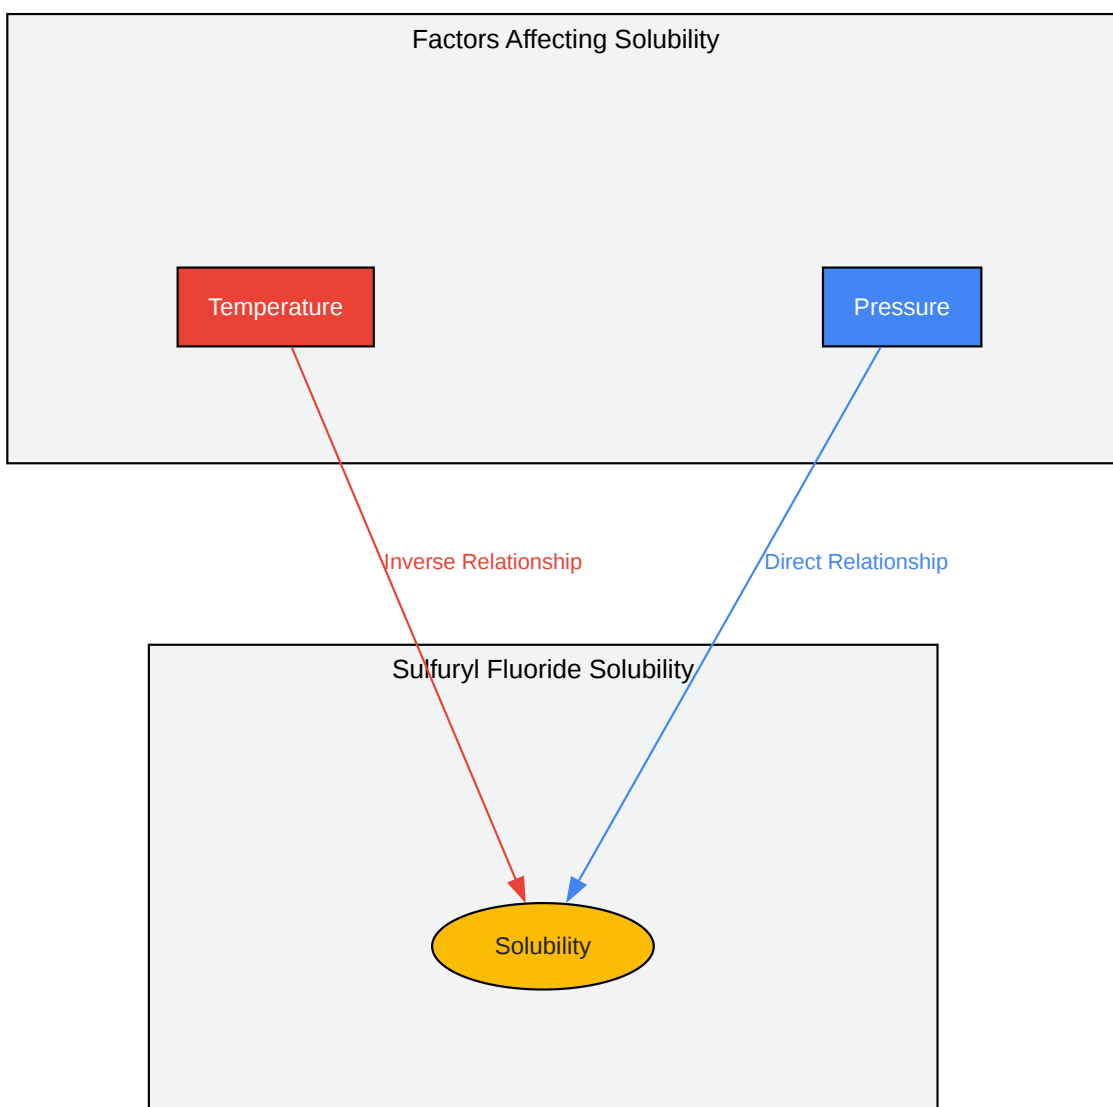 Factors Affecting Solubility
Temperature
Pressure
Inverse Relationship
Direct Relationship
Sulfuryl Fluoride Solubility
Solubility